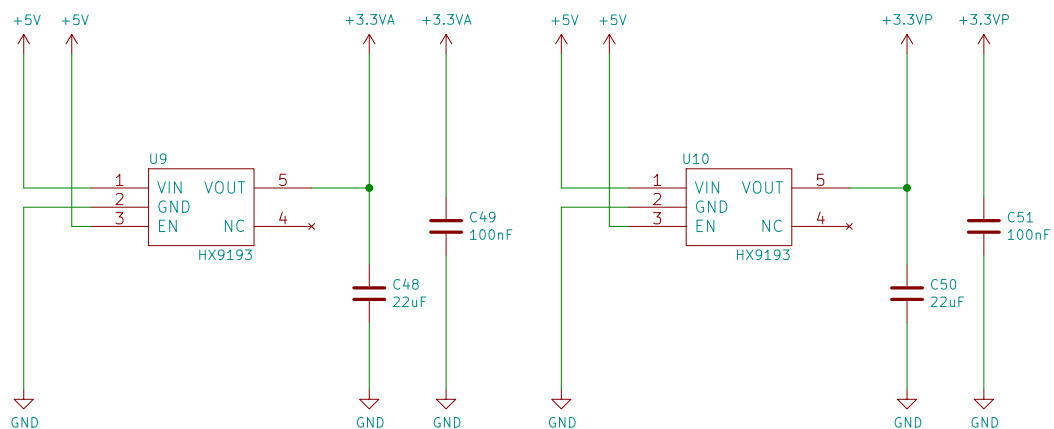 +5V
+5V
+3.3VA
+3.3VA
U9
1
VIN
VOUT
5
2
GND
3
EN
NC
4
HX9193
C49
100nF
C48
22uF
GND
GND
GND
+5V
+5V
+3.3VP
+3.3VP
U10
1
VIN
VOUT
5
2
GND
3
EN
NC
4
HX9193
C51
100nF
C50
22uF
GND
GND
GND